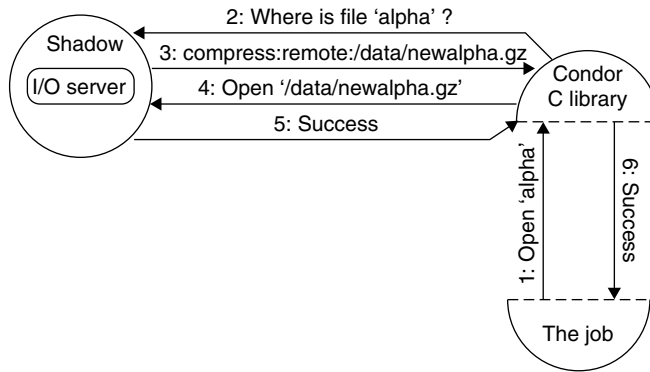 2: Where is file ‘alpha’ ?
Shadow
3: compress:remote:/data/newalpha.gz
I/O server
4: Open ‘/data/newalpha.gz’
Condor
C library
5: Success
1: Open ‘alpha’
6: Success
The job